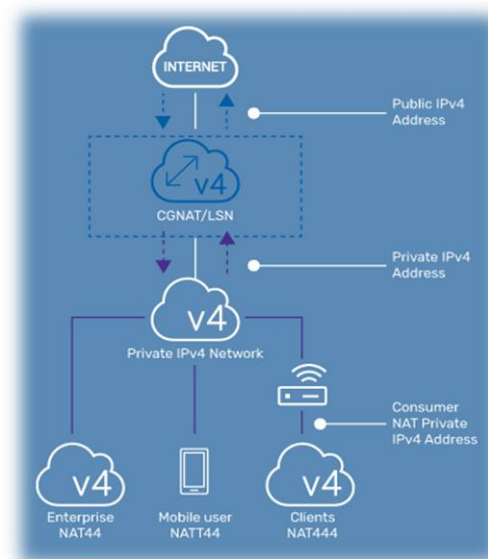 INTERNET
Public IPv4
Address
v4
CGNAT/LSN
Private IPv4
Address
v4
Private IPv4 Network
Consumer
NAT Private
IPv4 Address
v4
Enterprise
NAT44
Mobile user
NATT44
v4
Clients
NAT444